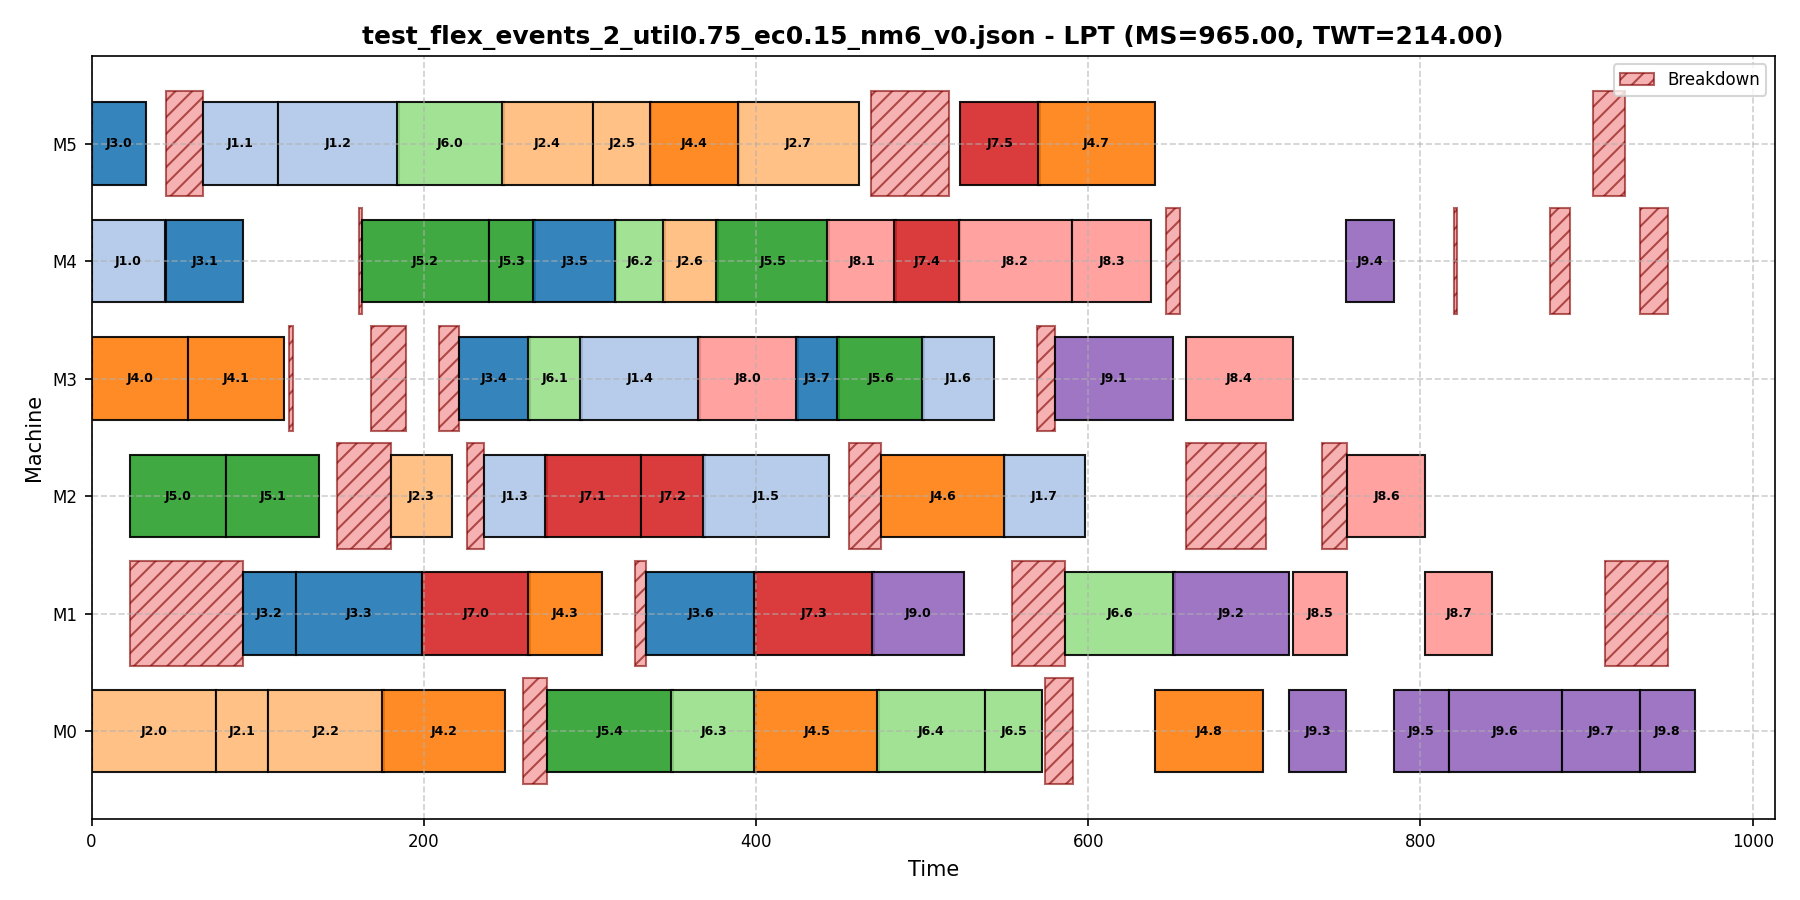 test_flex_events_2_util0.75_ec0.15_nm6_v0.json - LPT (MS=965.00, TWT=214.00)
Breakdown
M5
J3.0 J1.1 J1.2 J6.0 J2.4 J2.5 J4.4 J2.7 J7.5 J4.7
M4
J1.0 J3.1 J5.2 J5.3 J3.5 J6.2 J2.6 J5.5 J8.1 J7.4 J8.2 J8.3 J9.4
M3
J4.0 J4.1 J3.4 J6.1 J1.4 J8.0 J3.7 J5.6 J1.6 J9.1 J8.4
M2
J5.0 J5.1 J2.3 J1.3 J7.1 J7.2 J1.5 J4.6 J1.7 J8.6
M1
J3.2 J3.3 J7.0 J4.3 J3.6 J7.3 J9.0 J6.6 J9.2 J8.5 J8.7
M0
J2.0 J2.1 J2.2 J4.2 J5.4 J6.3 J4.5 J6.4 J6.5 J4.8 J9.3 J9.5 J9.6 J9.7 J9.8
Machine
0 200 400 600 800 1000
Time